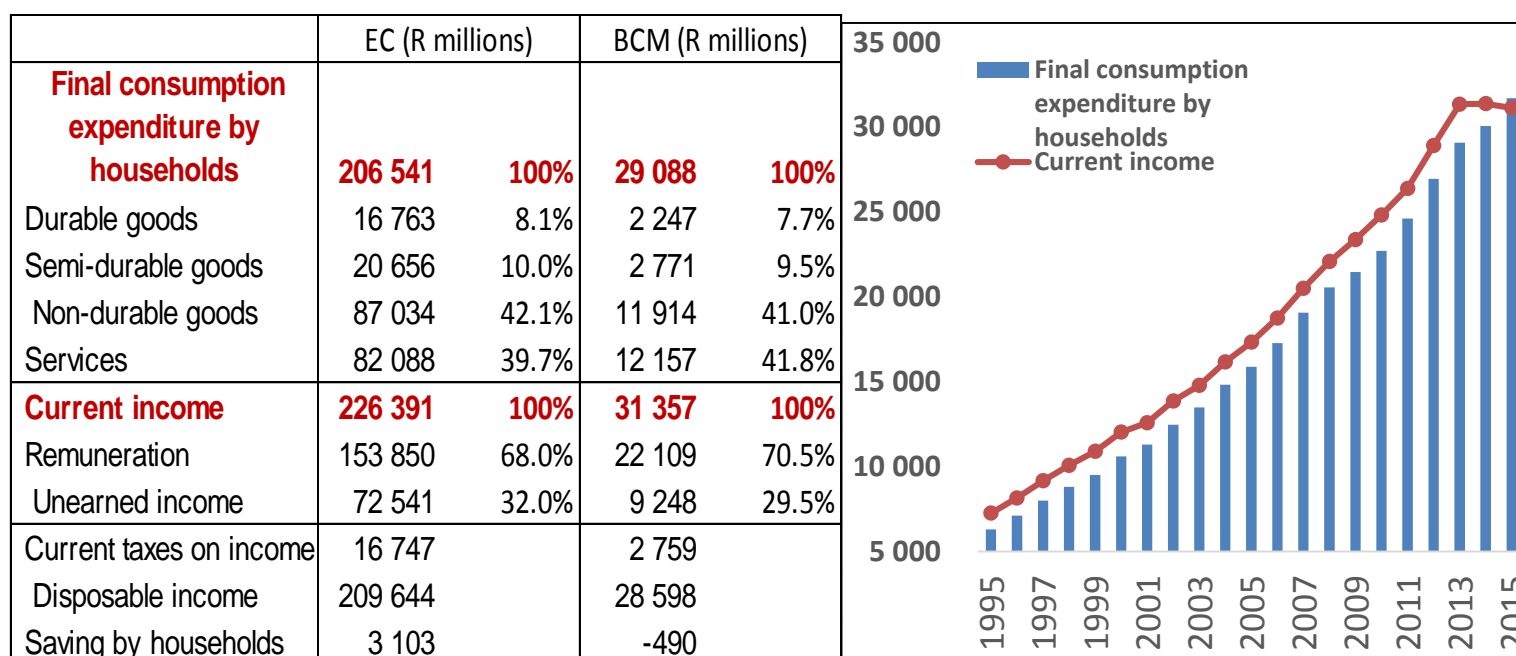 EC (R millions) BCM (R millions)
Final consumption
expenditure by
households 206 541 100% 29 088 100%
Durable goods 16 763 8.1% 2 247 7.7%
Semi-durable goods 20 656 10.0% 2 771 9.5%
Non-durable goods 87 034 42.1% 11 914 41.0%
Services 82 088 39.7% 12 157 41.8%
Current income 226 391 100% 31 357 100%
Remuneration 153 850 68.0% 22 109 70.5%
Unearned income 72 541 32.0% 9 248 29.5%
Current taxes on income 16 747 2 759
Disposable income 209 644 28 598
Saving by households 3 103 -490
35 000
30 000
25 000
20 000
15 000
10 000
5 000
Final consumption
expenditure by
households
Current income
1995
1997
1999
2001
2003
2005
2007
2009
2011
2013
2015